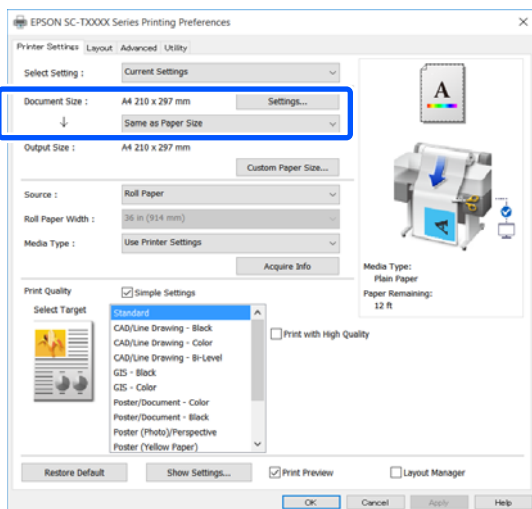 EPSON SC-TXXXX Series Printing Preferences
Printer Settings Layout Advanced Utility
Select Setting : Current Settings
Document Size : A4 210 x 297 mm Settings...
↓ Same as Paper Size
Output Size : A4 210 x 297 mm
Custom Paper Size...
Source : Roll Paper
Roll Paper Width : 36 in (914 mm)
Media Type : Use Printer Settings
Acquire Info
A
A
Media Type:
Plain Paper
Paper Remaining:
12 ft
Print Quality Simple Settings
Select Target
Standard
CAD/Line Drawing - Black
CAD/Line Drawing - Color
CAD/Line Drawing - Bi-Level
GIS - Black
GIS - Color
Poster/Document - Color
Poster/Document - Black
Poster (Photo)/Perspective
Poster (Yellow Paper)
Print with High Quality
Restore Default Show Settings... Print Preview Layout Manager
OK Cancel Apply Help